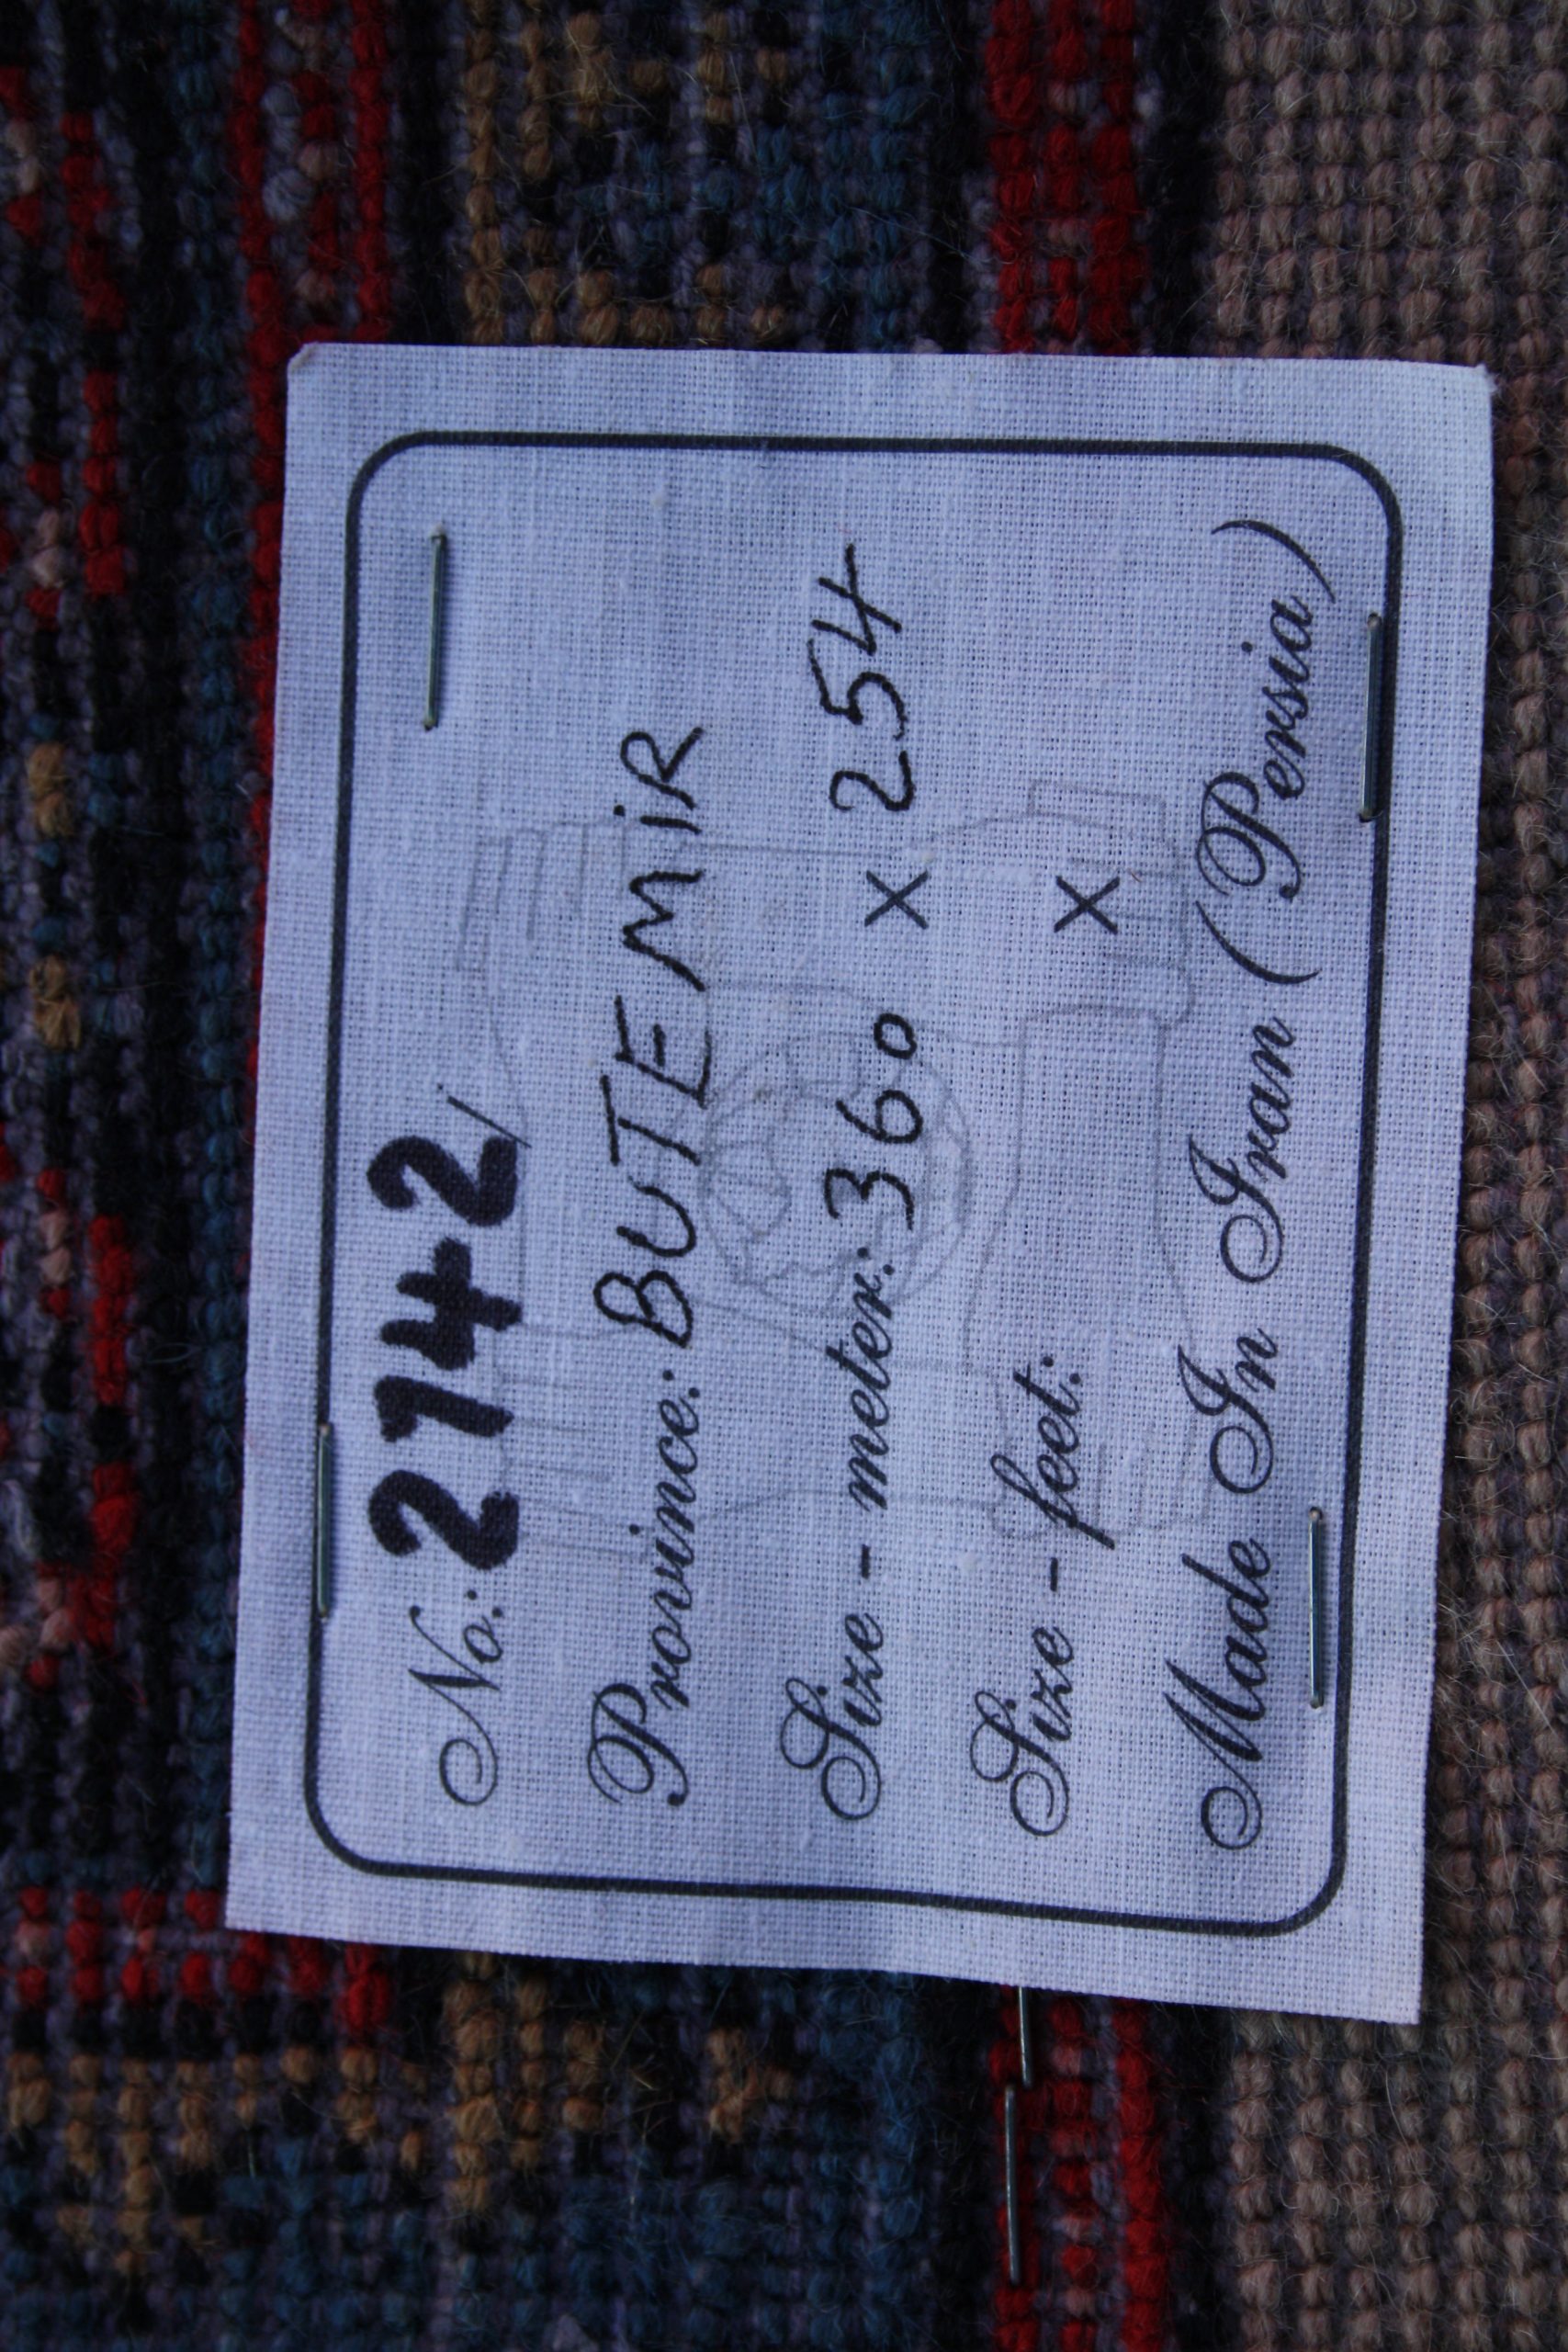 No.: 2742/
Province: BUTEMiR
Size - meter: 360 x 254
Size - feet: x
Made In Iran (Persia)